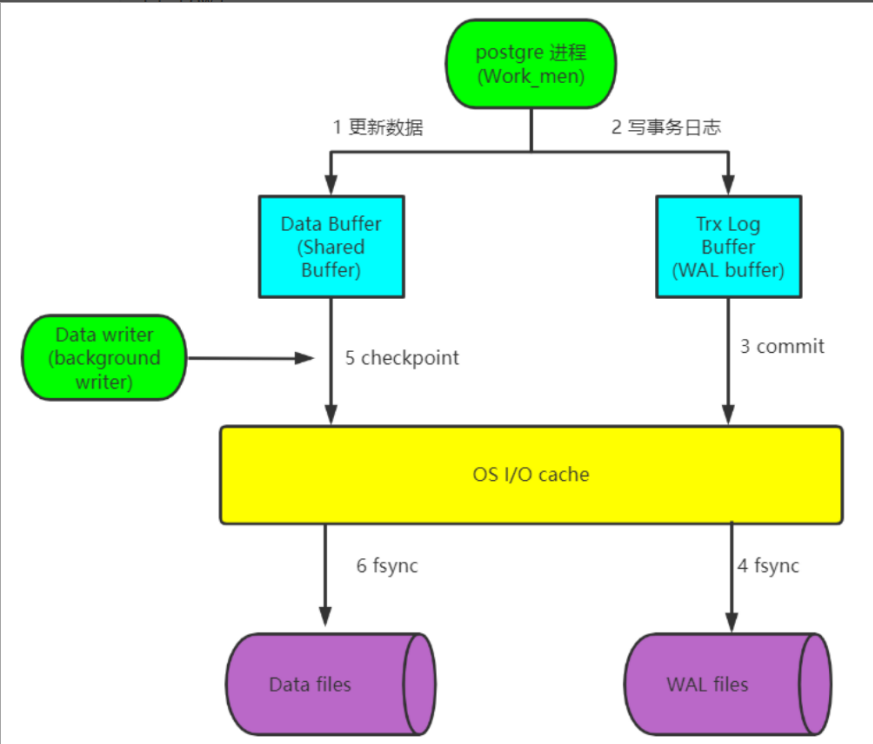 postgre 进程
(Work_men)
1 更新数据
2 写事务日志
Data Buffer
(Shared
Buffer)
Trx Log
Buffer
(WAL buffer)
Data writer
(background
writer)
5 checkpoint
3 commit
OS I/O cache
6 fsync
4 fsync
Data files
WAL files